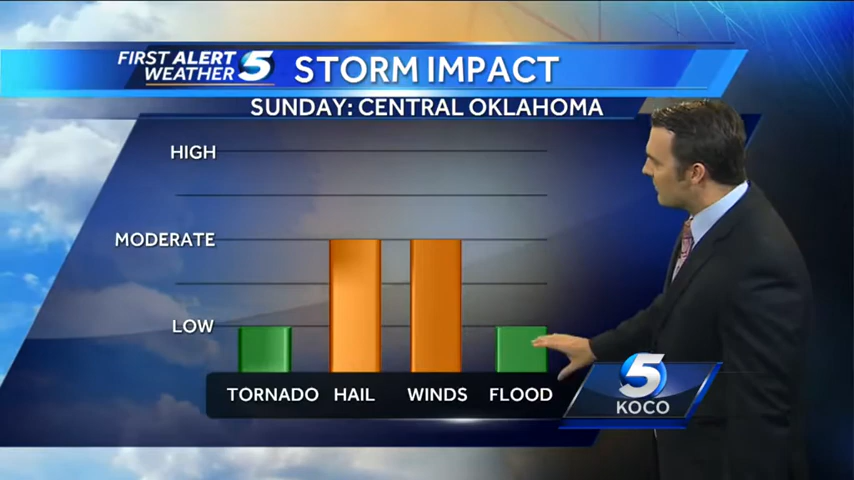 FIRST ALERT
WEATHER 5
STORM IMPACT
SUNDAY: CENTRAL OKLAHOMA
HIGH
MODERATE
LOW
TORNADO HAIL WINDS FLOOD
5
KOCO